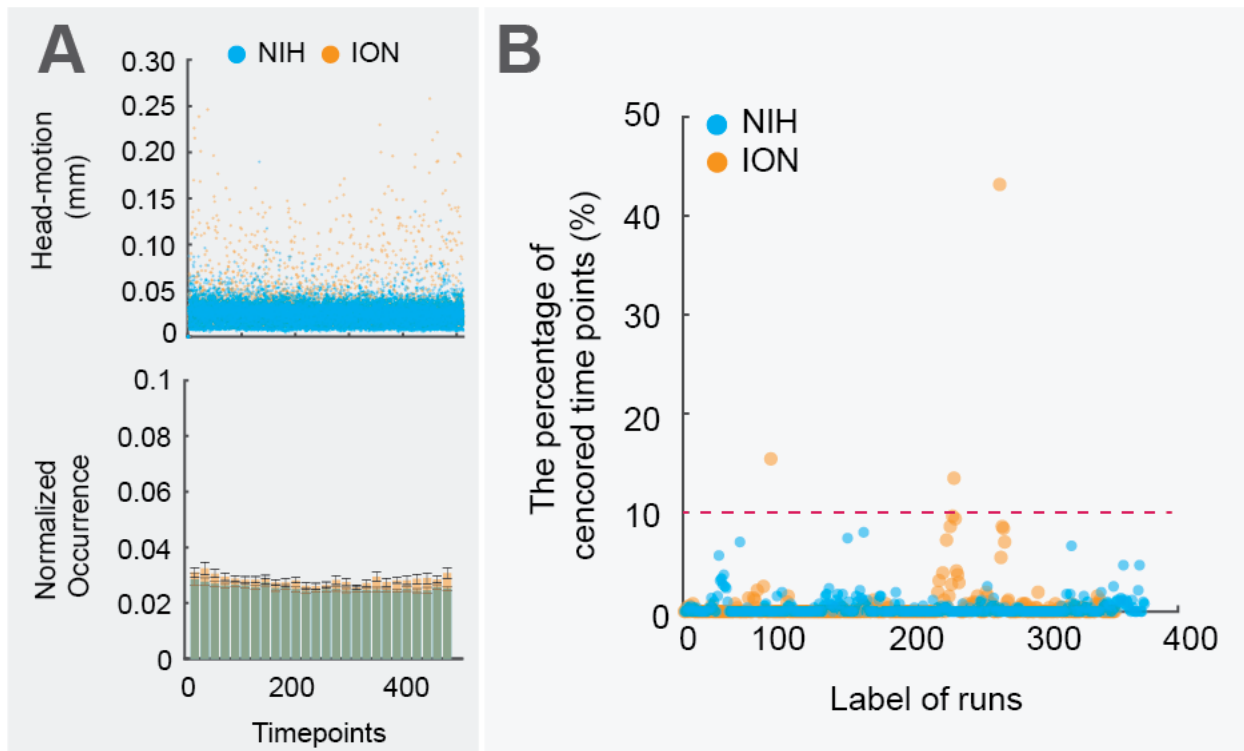 A
NIH ION
0.30
0.25
0.20
0.15
0.10
0.05
0
Head-motion
(mm)
0.1
0.08
0.06
0.04
0.02
0
Normalized
Occurrence
0 200 400
Timepoints
B
NIH
ION
50
40
30
20
10
0
The percentage of
cencored time points (%)
0 100 200 300 400
Label of runs